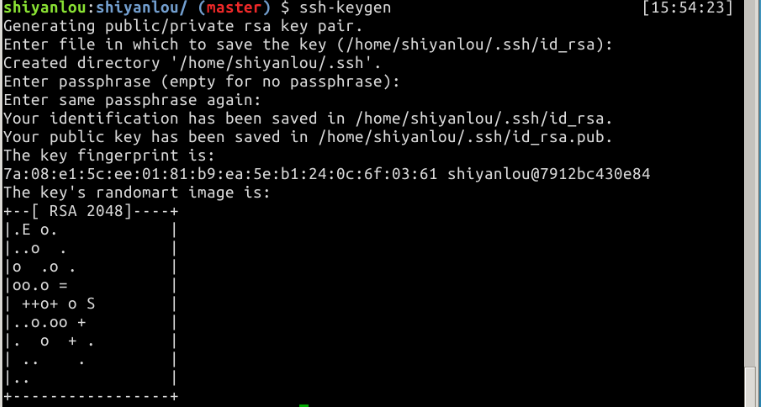 shiyanlou:shiyanlou/ (master) $ ssh-keygen [15:54:23]
Generating public/private rsa key pair.
Enter file in which to save the key (/home/shiyanlou/.ssh/id_rsa):
Created directory '/home/shiyanlou/.ssh'.
Enter passphrase (empty for no passphrase):
Enter same passphrase again:
Your identification has been saved in /home/shiyanlou/.ssh/id_rsa.
Your public key has been saved in /home/shiyanlou/.ssh/id_rsa.pub.
The key fingerprint is:
7a:08:e1:5c:ee:01:81:b9:ea:5e:b1:24:0c:6f:03:61 shiyanlou@7912bc430e84
The key's randomart image is:
+--[ RSA 2048]----+
|.E o.            |
|..o  .           |
|o  .o .          |
|oo.o =           |
| ++o+ o S        |
|..o.oo +         |
|.  o  + .        |
| ..    .         |
|..               |
+-----------------+